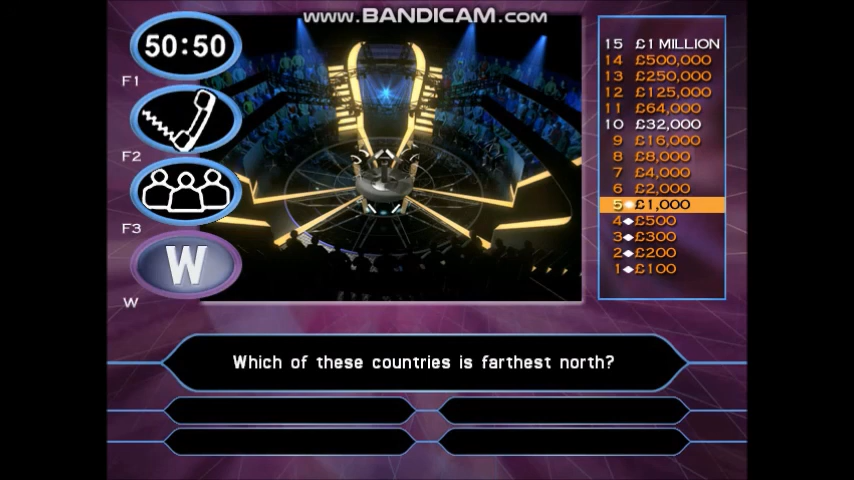 www.BANDICAM.com
50:50
F1
F2
F3
W
W
15 £1 MILLION
14 £500,000
13 £250,000
12 £125,000
11 £64,000
10 £32,000
9 £16,000
8 £8,000
7 £4,000
6 £2,000
5 £1,000
4 £500
3 £300
2 £200
1 £100
Which of these countries is farthest north?